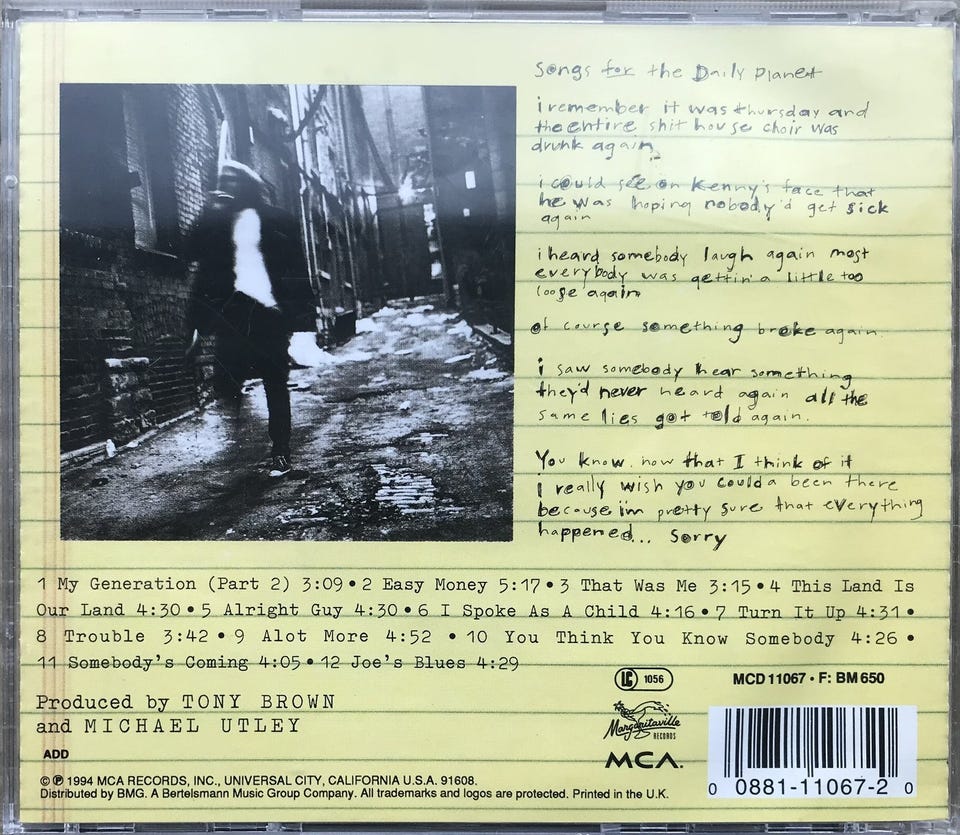 Songs for the Daily Planet
i remember it was thursday and
the entire shit house choir was
drunk again
i could see on Kenny's face that
he was hoping nobody'd get sick
again
i heard somebody laugh again most
everybody was gettin' a little too
loose again
of course something broke again.
i saw somebody hear something
they'd never heard again all the
same lies got told again.
You know now that I think of it
I really wish you coulda been there
because im pretty sure that everything
happened... Sorry
1 My Generation (Part 2) 3:09 • 2 Easy Money 5:17 • 3 That Was Me 3:15 • 4 This Land Is
Our Land 4:30 • 5 Alright Guy 4:30 • 6 I Spoke As A Child 4:16 • 7 Turn It Up 4:31 •
8 Trouble 3:42 • 9 Alot More 4:52 • 10 You Think You Know Somebody 4:26 •
11 Somebody's Coming 4:05 • 12 Joe's Blues 4:29
Produced by TONY BROWN
and MICHAEL UTLEY
ADD
© ℗ 1994 MCA RECORDS, INC., UNIVERSAL CITY, CALIFORNIA U.S.A. 91608.
Distributed by BMG. A Bertelsmann Music Group Company. All trademarks and logos are protected. Printed in the U.K.
LC 1056
Margaritaville
RECORDS
MCA.
MCD 11067 • F: BM 650
0 0881-11067-2 0